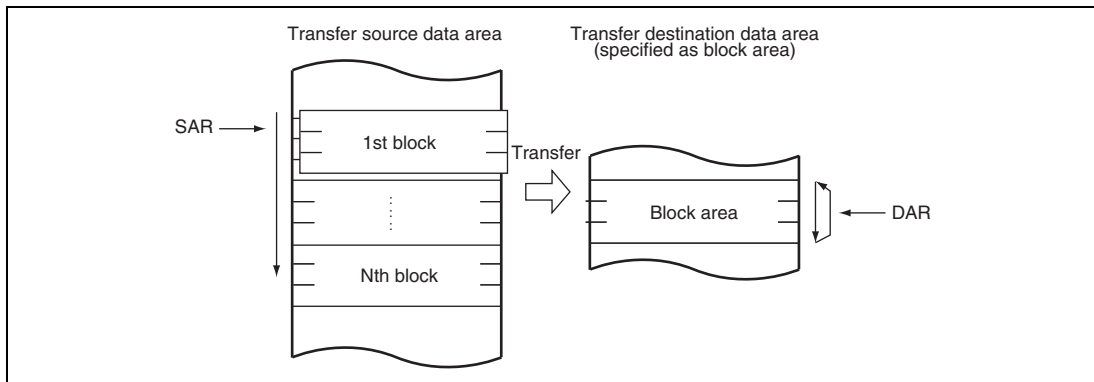 Transfer source data area
Transfer destination data area
(specified as block area)
SAR
1st block
Transfer
Block area
DAR
Nth block